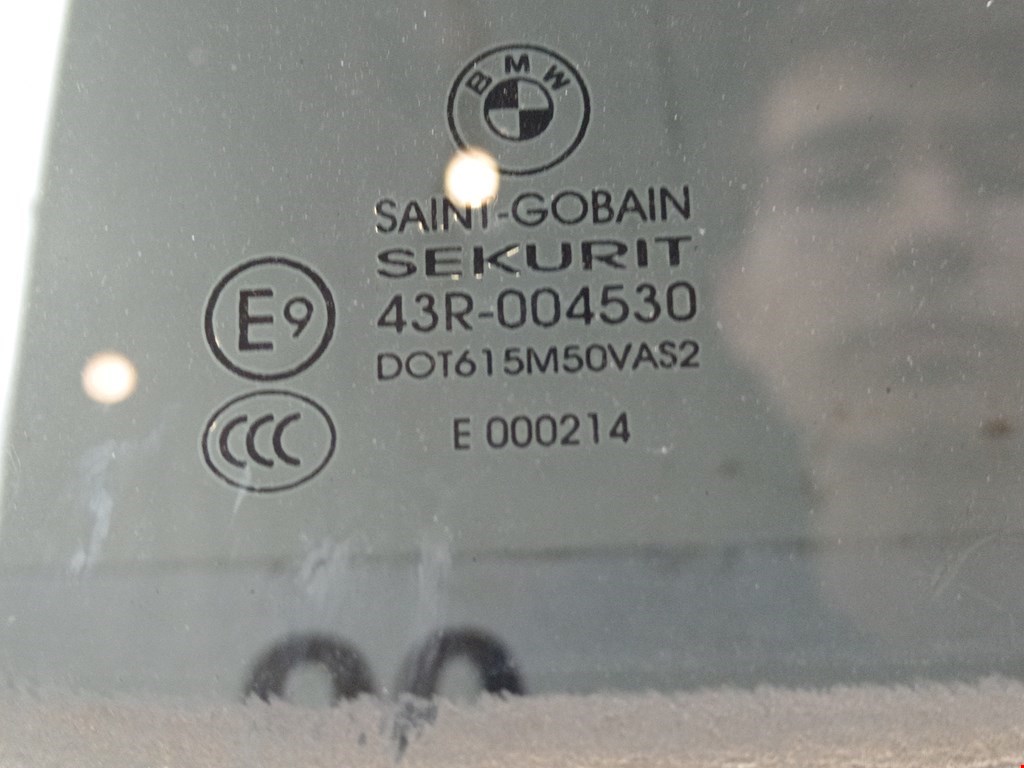 BMW
SAINT-GOBAIN
SEKURIT
E9
43R-004530
DOT615M50VAS2
CCC
E 000214